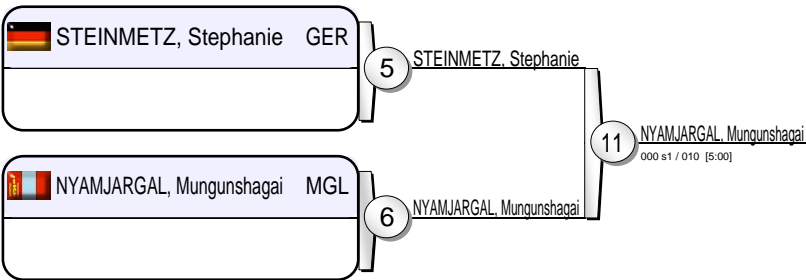 STEINMETZ, Stephanie GER
5
STEINMETZ, Stephanie
11
NYAMJARGAL, Mungunshagai
000 s1 / 010 [5:00]
NYAMJARGAL, Mungunshagai MGL
6
NYAMJARGAL, Mungunshagai